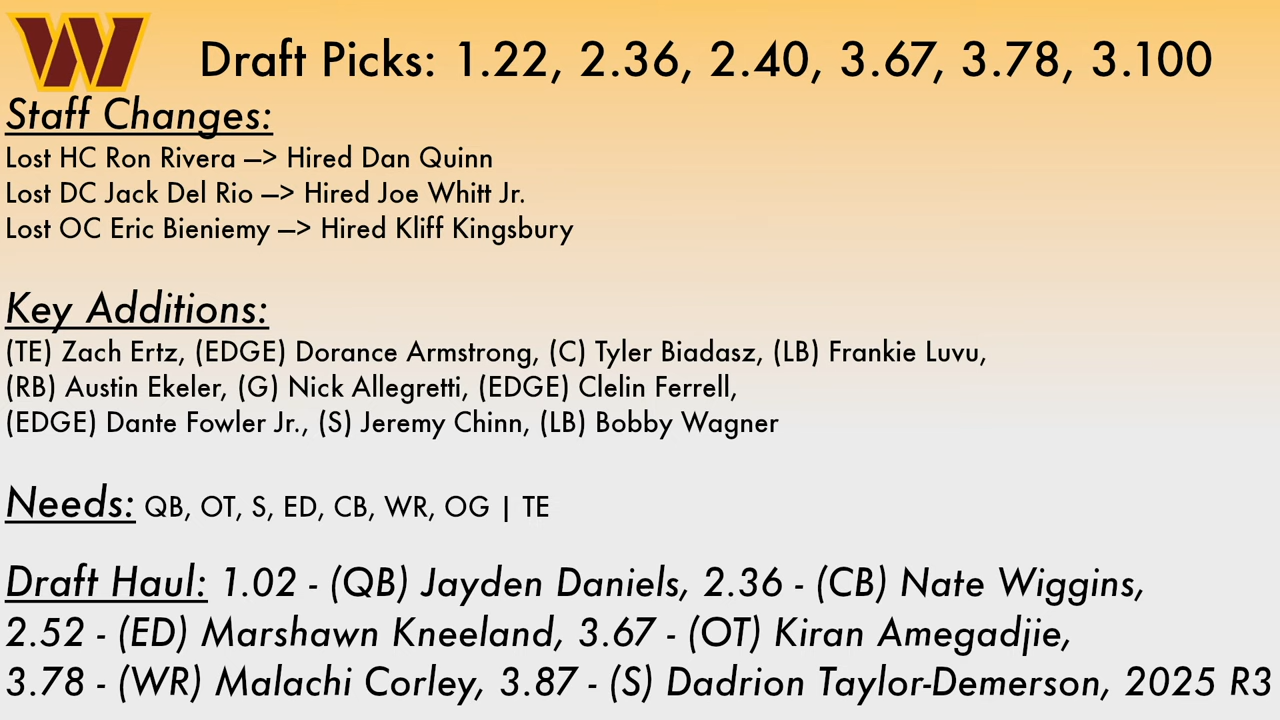 W
Draft Picks: 1.22, 2.36, 2.40, 3.67, 3.78, 3.100
Staff Changes:
Lost HC Ron Rivera —> Hired Dan Quinn
Lost DC Jack Del Rio —> Hired Joe Whitt Jr.
Lost OC Eric Bieniemy —> Hired Kliff Kingsbury
Key Additions:
(TE) Zach Ertz, (EDGE) Dorance Armstrong, (C) Tyler Biadasz, (LB) Frankie Luvu,
(RB) Austin Ekeler, (G) Nick Allegretti, (EDGE) Clelin Ferrell,
(EDGE) Dante Fowler Jr., (S) Jeremy Chinn, (LB) Bobby Wagner
Needs: QB, OT, S, ED, CB, WR, OG | TE
Draft Haul: 1.02 - (QB) Jayden Daniels, 2.36 - (CB) Nate Wiggins,
2.52 - (ED) Marshawn Kneeland, 3.67 - (OT) Kiran Amegadjie,
3.78 - (WR) Malachi Corley, 3.87 - (S) Dadrion Taylor-Demerson, 2025 R3